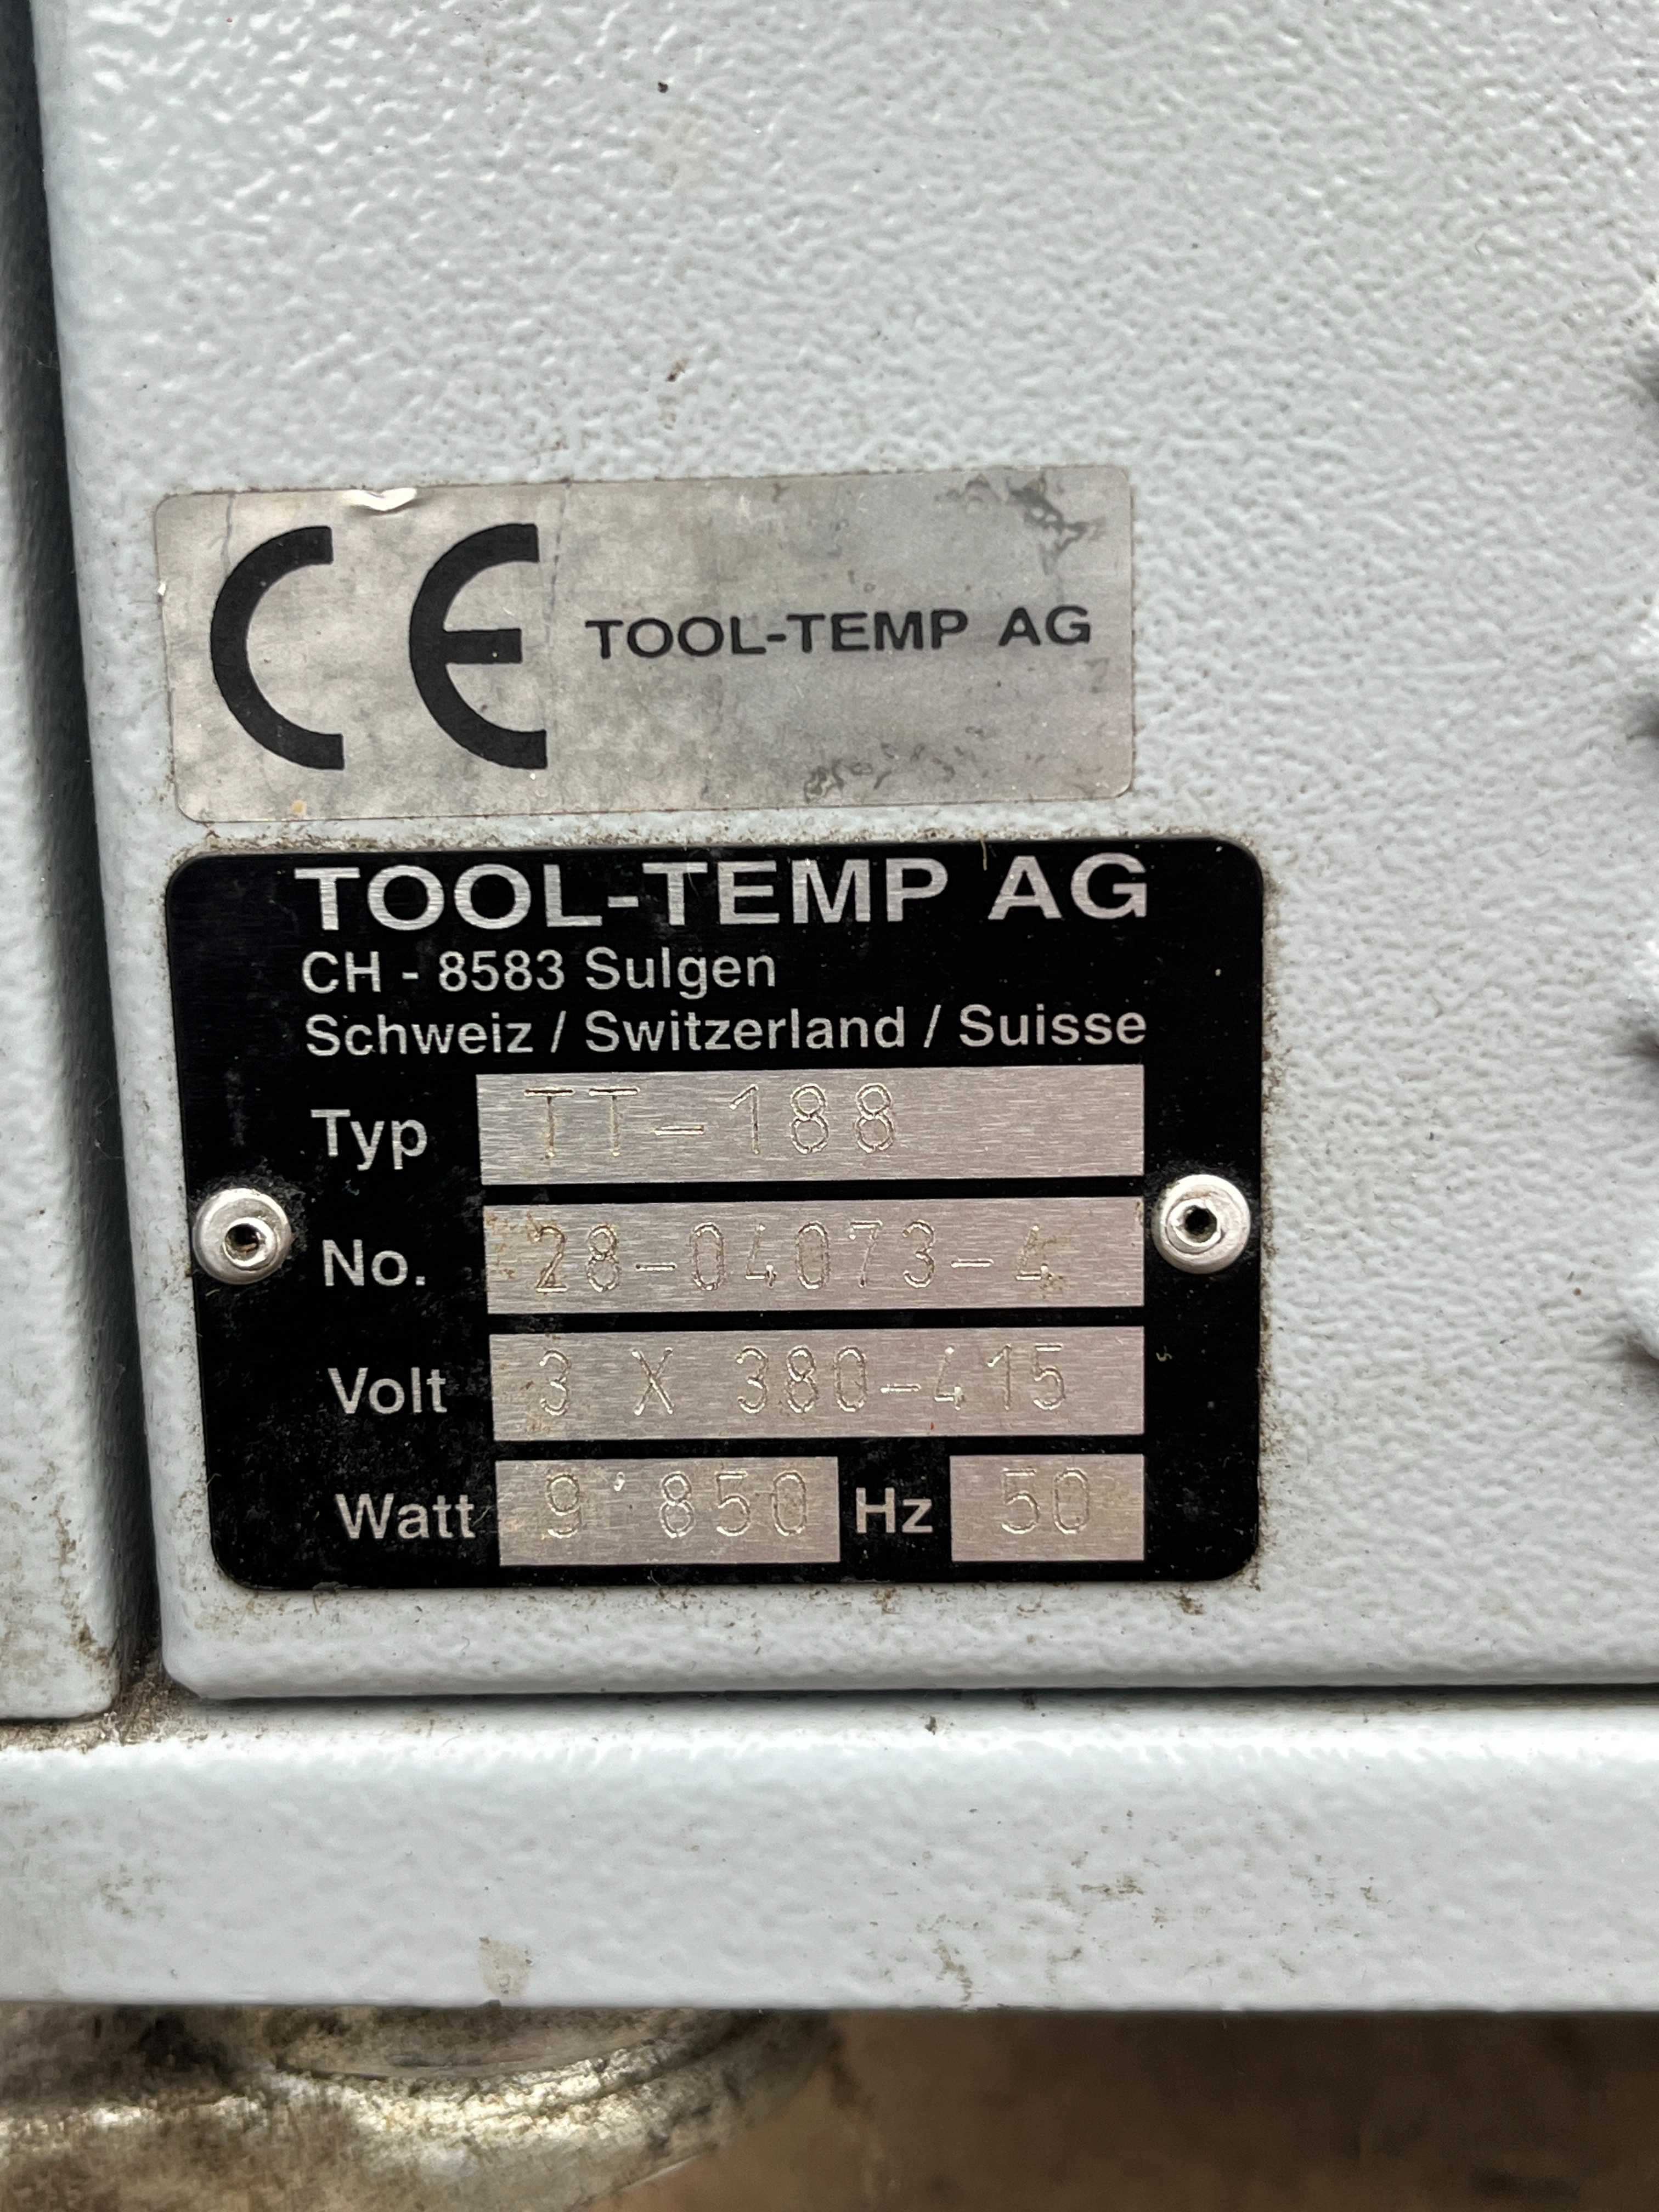 CE TOOL-TEMP AG
TOOL-TEMP AG
CH - 8583 Sulgen
Schweiz / Switzerland / Suisse
Typ TT-188
No. 28-04073-4
Volt 3 X 380-415
Watt 9'850 Hz 50